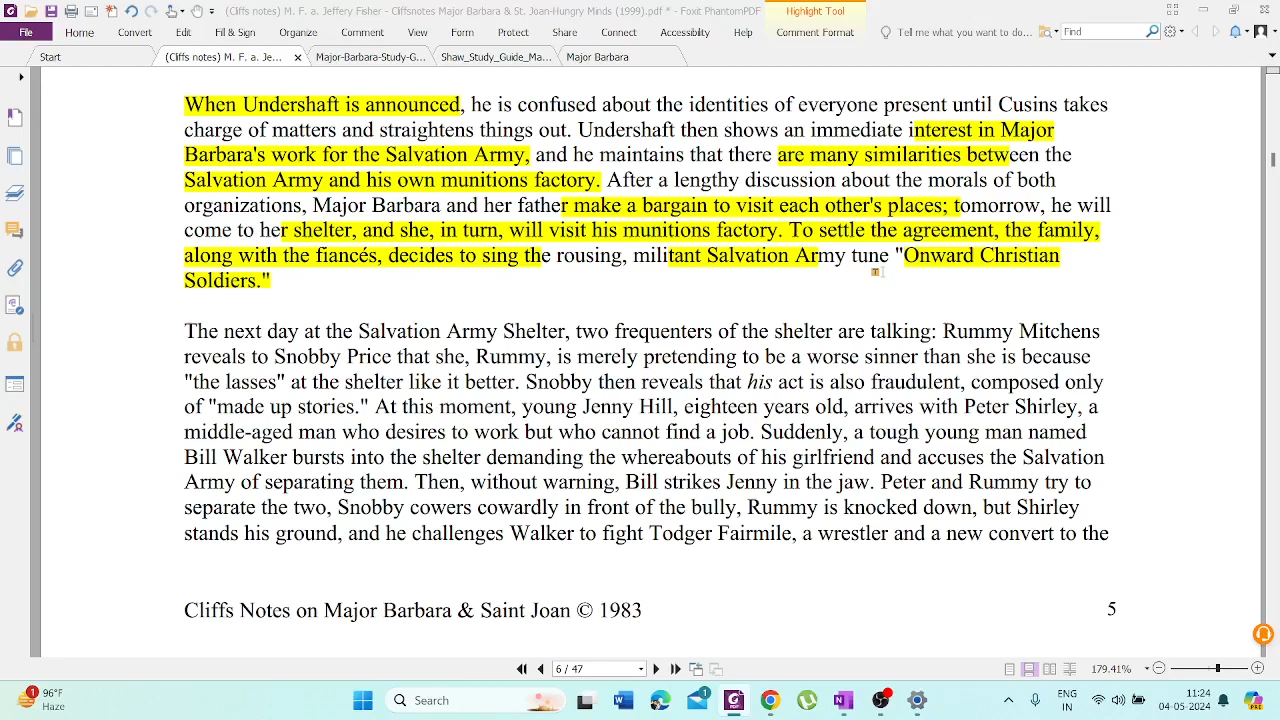 (Cliffs notes) M. F. a. Jeffery Fisher - Cliffsnotes Major Barbara & St. Joan-Hungry Minds (1999).pdf * - Foxit PhantomPDF
Highlight Tool
File Home Convert Edit Fill & Sign Organize Comment View Form Protect Share Connect Accessibility Help Comment Format Tell me what you want to do... Find
Start (Cliffs notes) M. F. a. Je... Major-Barbara-Study-G... Shaw_Study_Guide_Ma... Major Barbara
When Undershaft is announced, he is confused about the identities of everyone present until Cusins takes
charge of matters and straightens things out. Undershaft then shows an immediate interest in Major
Barbara's work for the Salvation Army, and he maintains that there are many similarities between the
Salvation Army and his own munitions factory. After a lengthy discussion about the morals of both
organizations, Major Barbara and her father make a bargain to visit each other's places; tomorrow, he will
come to her shelter, and she, in turn, will visit his munitions factory. To settle the agreement, the family,
along with the fiancés, decides to sing the rousing, militant Salvation Army tune "Onward Christian
Soldiers."
The next day at the Salvation Army Shelter, two frequenters of the shelter are talking: Rummy Mitchens
reveals to Snobby Price that she, Rummy, is merely pretending to be a worse sinner than she is because
"the lasses" at the shelter like it better. Snobby then reveals that his act is also fraudulent, composed only
of "made up stories." At this moment, young Jenny Hill, eighteen years old, arrives with Peter Shirley, a
middle-aged man who desires to work but who cannot find a job. Suddenly, a tough young man named
Bill Walker bursts into the shelter demanding the whereabouts of his girlfriend and accuses the Salvation
Army of separating them. Then, without warning, Bill strikes Jenny in the jaw. Peter and Rummy try to
separate the two, Snobby cowers cowardly in front of the bully, Rummy is knocked down, but Shirley
stands his ground, and he challenges Walker to fight Todger Fairmile, a wrestler and a new convert to the
Cliffs Notes on Major Barbara & Saint Joan © 1983 5
6 / 47 179.41%
96°F Haze Search ENG IN 11:24 04-05-2024